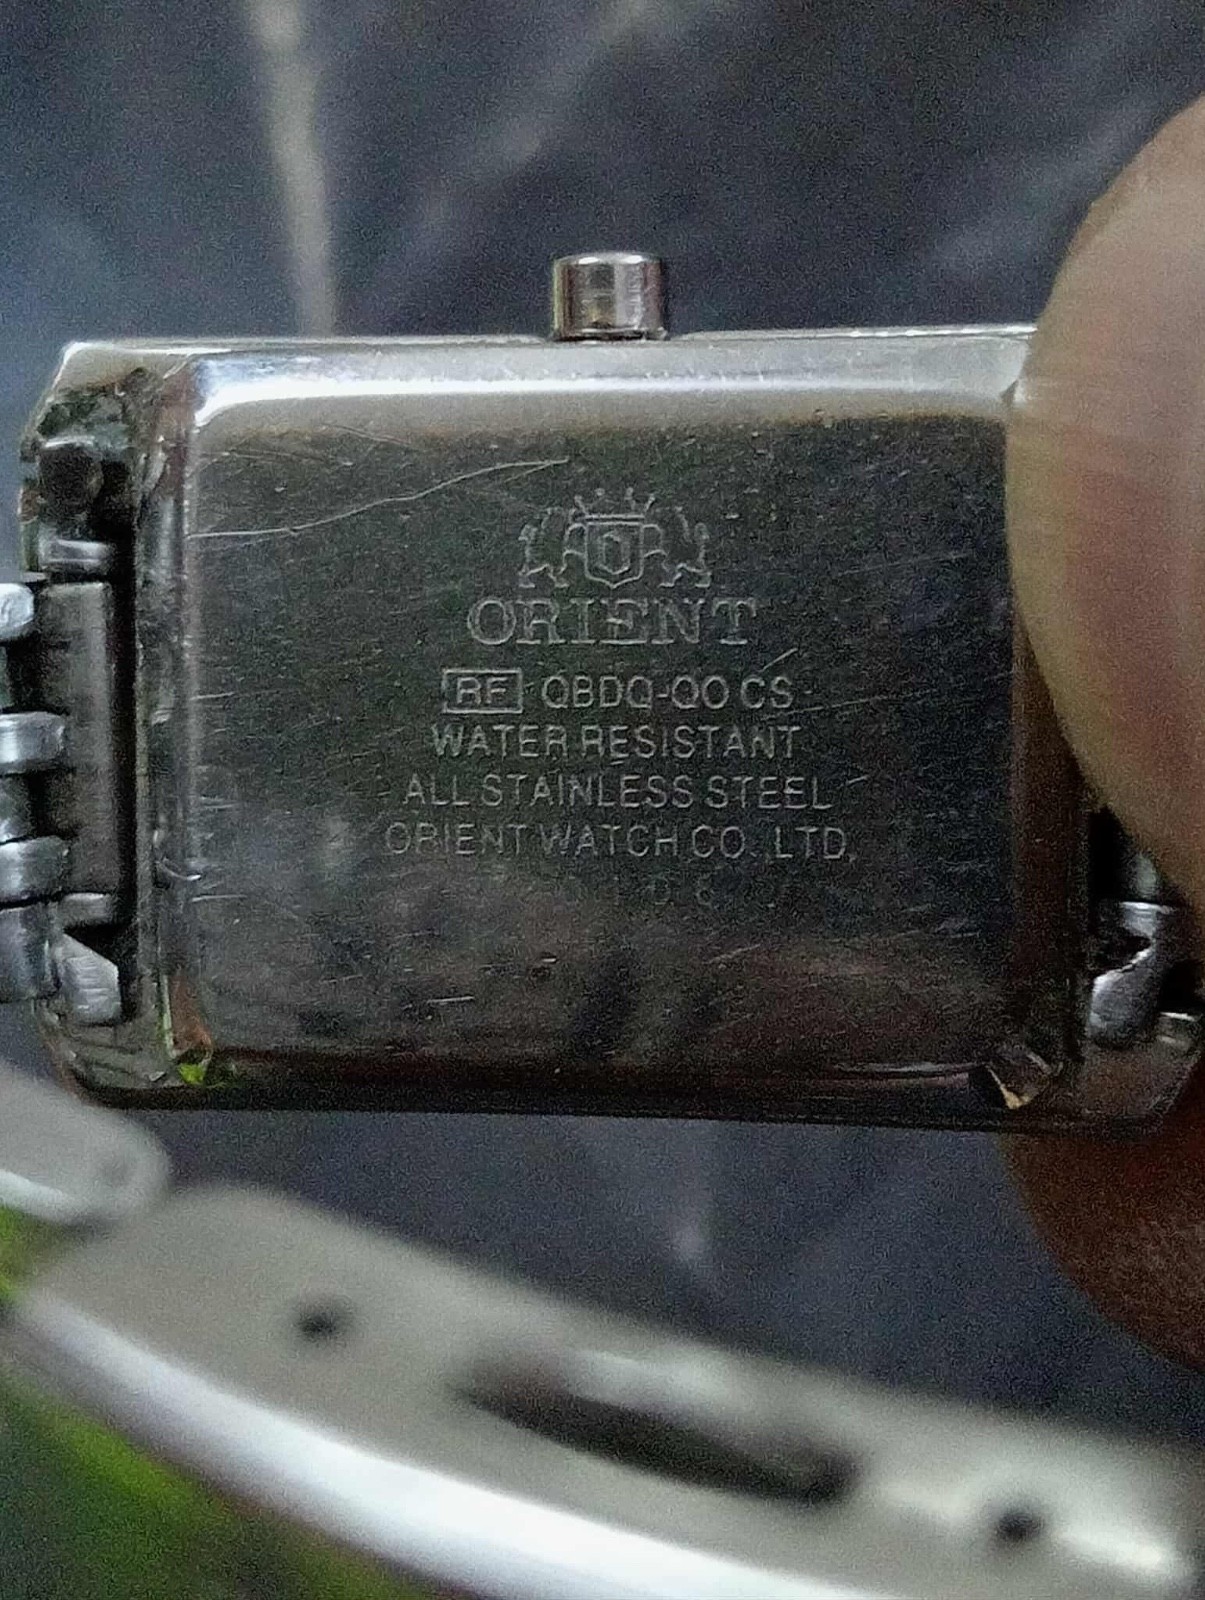 ORIENT
RF QBDQ-Q0 CS
WATER RESISTANT
ALL STAINLESS STEEL
ORIENT WATCH CO., LTD.